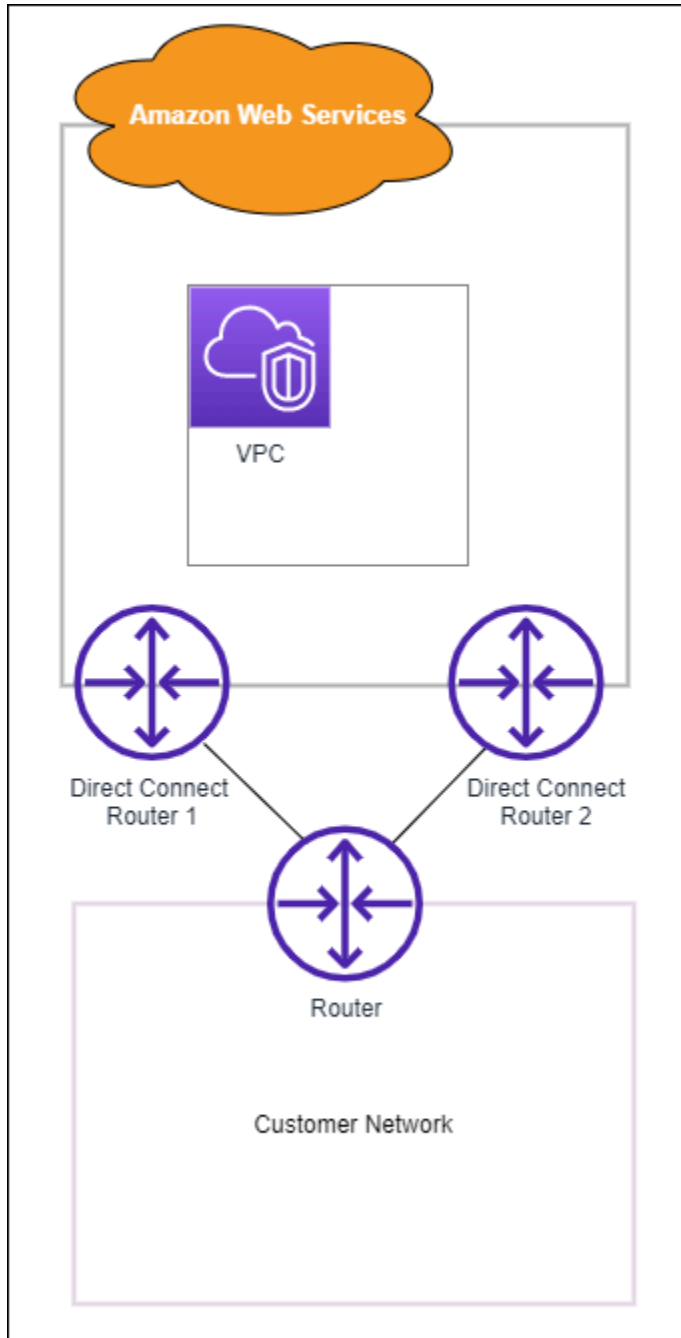 Amazon Web Services
VPC
Direct Connect
Router 1
Direct Connect
Router 2
Router
Customer Network